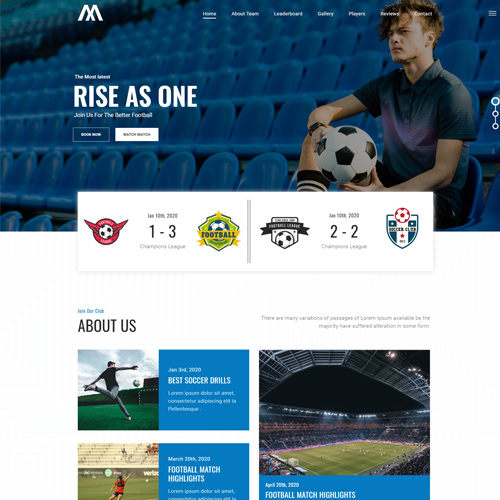 Home About Team Leaderboard Gallery Players Reviews Contact
The Most latest
RISE AS ONE
Join Us For The Better Football
BOOK NOW WATCH MATCH
Jan 10th, 2020
1 - 3
Champions League
FOOTBALL
Jan 10th, 2020
2 - 2
Champions League
FOOTBALL LEAGUE
SOCCER CLUB
Join Our Club
ABOUT US
There are many variations of passages of Lorem Ipsum available be the
majority have suffered alteration in some form.
Jan 3rd, 2020
BEST SOCCER DRILLS
Lorem ipsum dolor sit amet,
consectetur adipiscing elit.
Pellentesque .
March 20th, 2020
FOOTBALL MATCH
HIGHLIGHTS
Lorem ipsum dolor sit amet,
April 20th, 2020
FOOTBALL MATCH HIGHLIGHTS